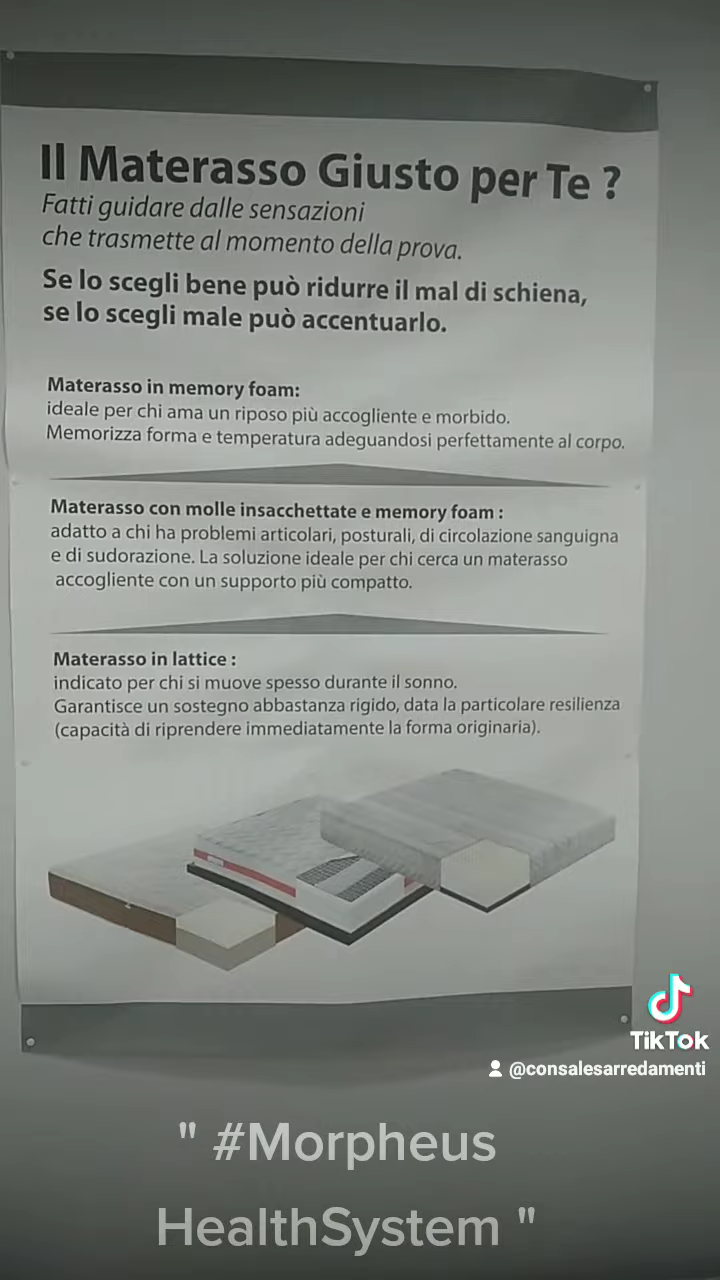 Il Materasso Giusto per Te ?
Fatti guidare dalle sensazioni
che trasmette al momento della prova.
Se lo scegli bene può ridurre il mal di schiena,
se lo scegli male può accentuarlo.
Materasso in memory foam:
ideale per chi ama un riposo più accogliente e morbido.
Memorizza forma e temperatura adeguandosi perfettamente al corpo.
Materasso con molle insacchettate e memory foam :
adatto a chi ha problemi articolari, posturali, di circolazione sanguigna
e di sudorazione. La soluzione ideale per chi cerca un materasso
accogliente con un supporto più compatto.
Materasso in lattice :
indicato per chi si muove spesso durante il sonno.
Garantisce un sostegno abbastanza rigido, data la particolare resilienza
(capacità di riprendere immediatamente la forma originaria).
TikTok
@consalesarredamenti
" #Morpheus
HealthSystem "